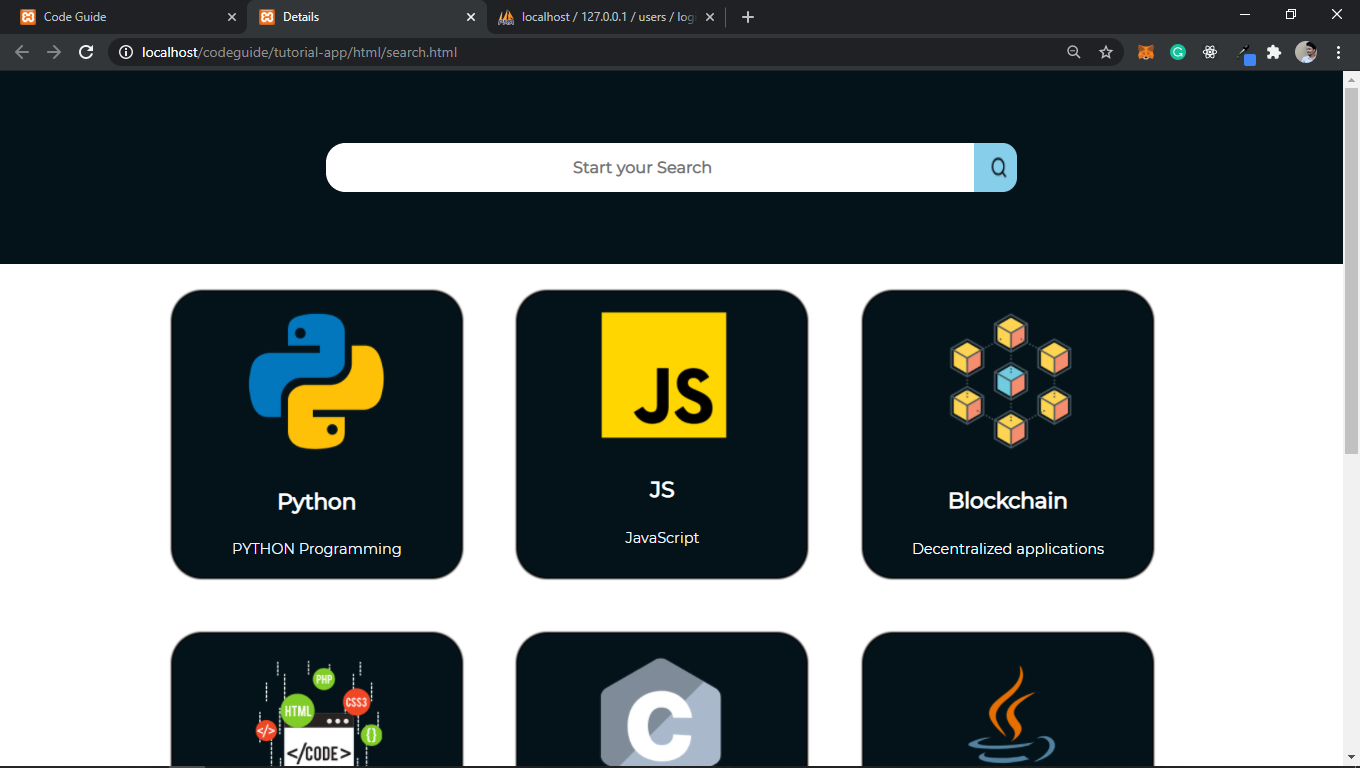 Code Guide
Details
localhost / 127.0.0.1 / users / log
localhost/codeguide/tutorial-app/html/search.html
Start your Search
JS
Python
PYTHON Programming
JS
JavaScript
Blockchain
Decentralized applications
PHP
CSS3
HTML
</>
{}
</CODE>
C